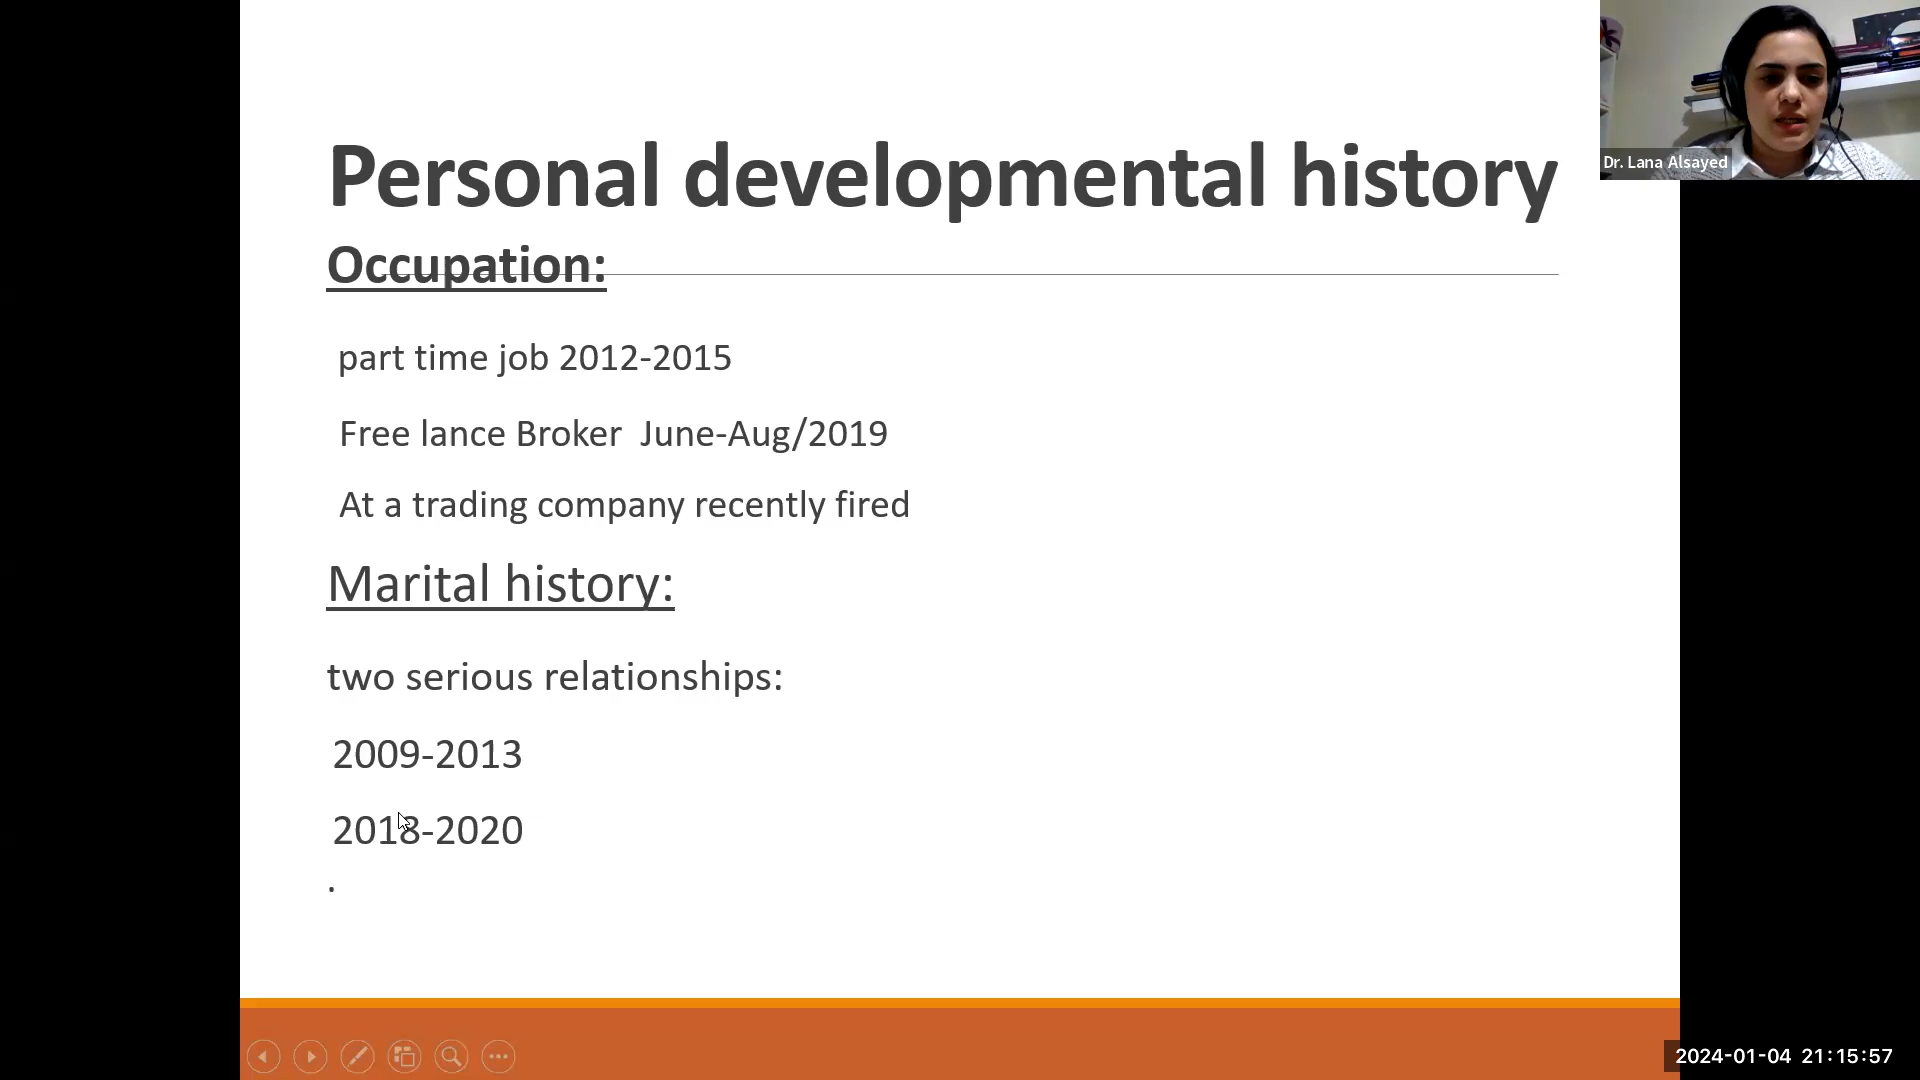 Personal developmental history
Occupation:
part time job 2012-2015
Free lance Broker  June-Aug/2019
At a trading company recently fired
Marital history:
two serious relationships:
2009-2013
2018-2020
.
Dr. Lana Alsayed
2024-01-04 21:15:57